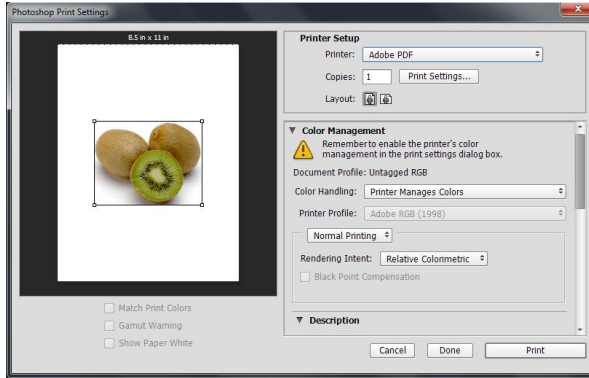 Photoshop Print Settings
8.5 in x 11 in
Match Print Colors
Gamut Warning
Show Paper White
Printer Setup
Printer: Adobe PDF
Copies: 1 Print Settings...
Layout:
Color Management
Remember to enable the printer's color
management in the print settings dialog box.
Document Profile: Untagged RGB
Color Handling: Printer Manages Colors
Printer Profile: Adobe RGB (1998)
Normal Printing
Rendering Intent: Relative Colorimetric
Black Point Compensation
Description
Cancel Done Print